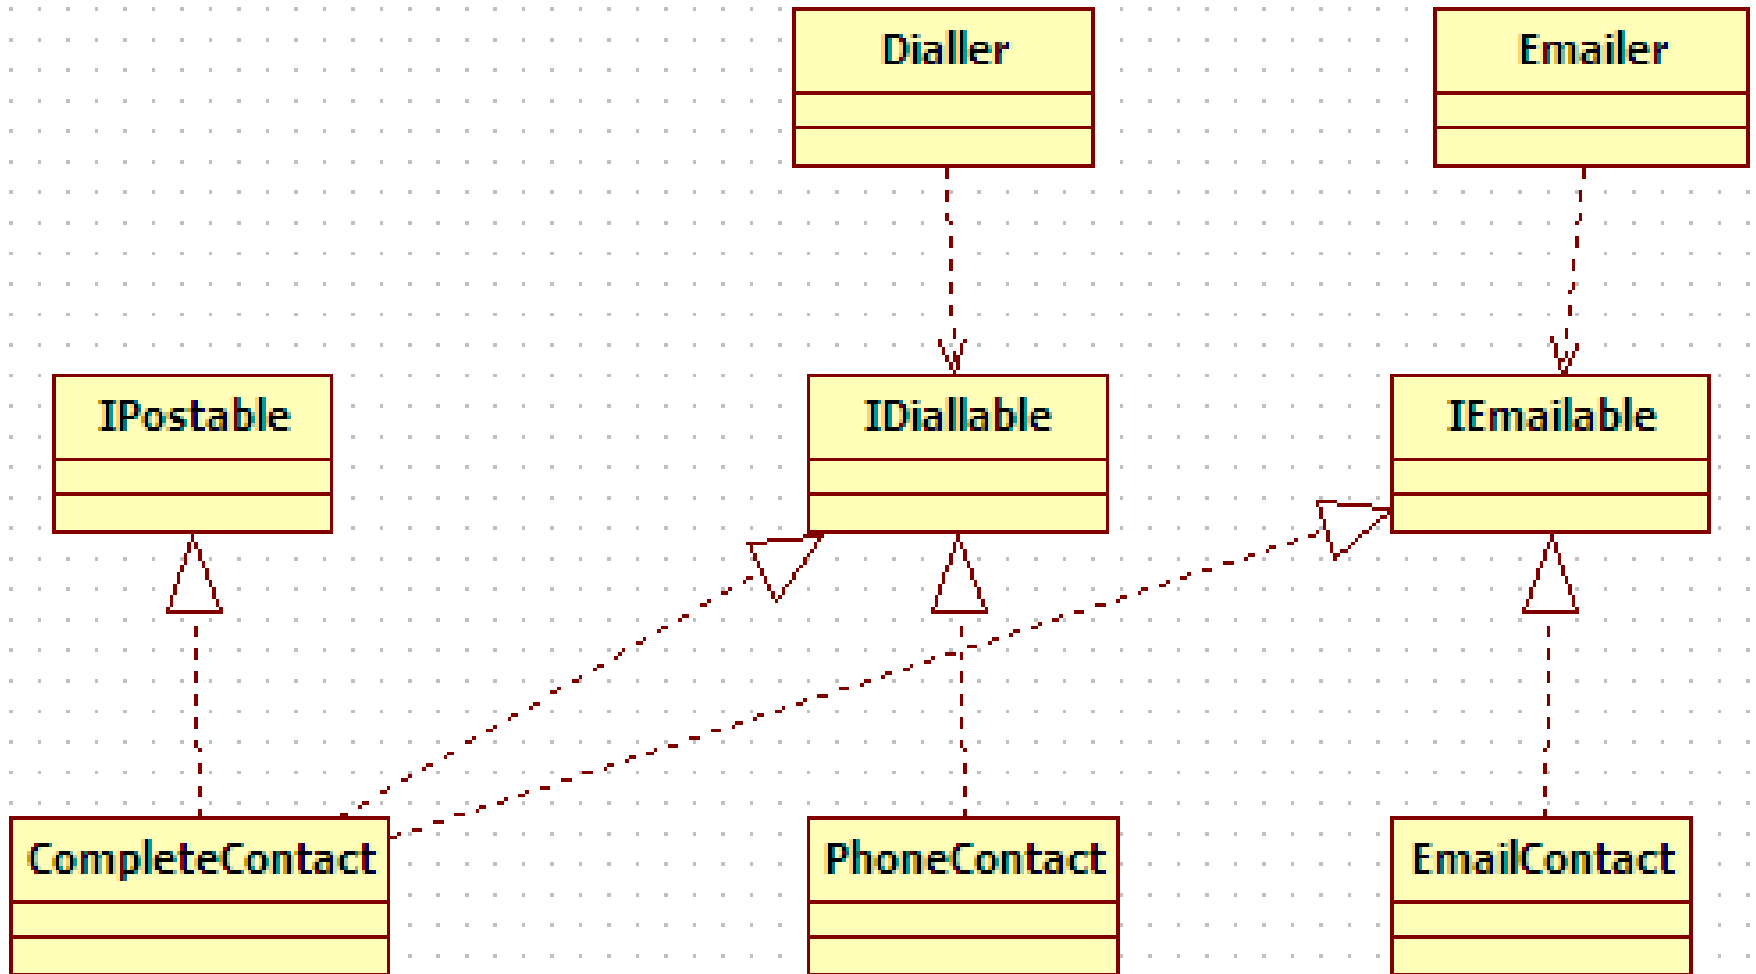 Dialler
Emailer
IPostable
IDiallable
IEmailable
CompleteContact
PhoneContact
EmailContact